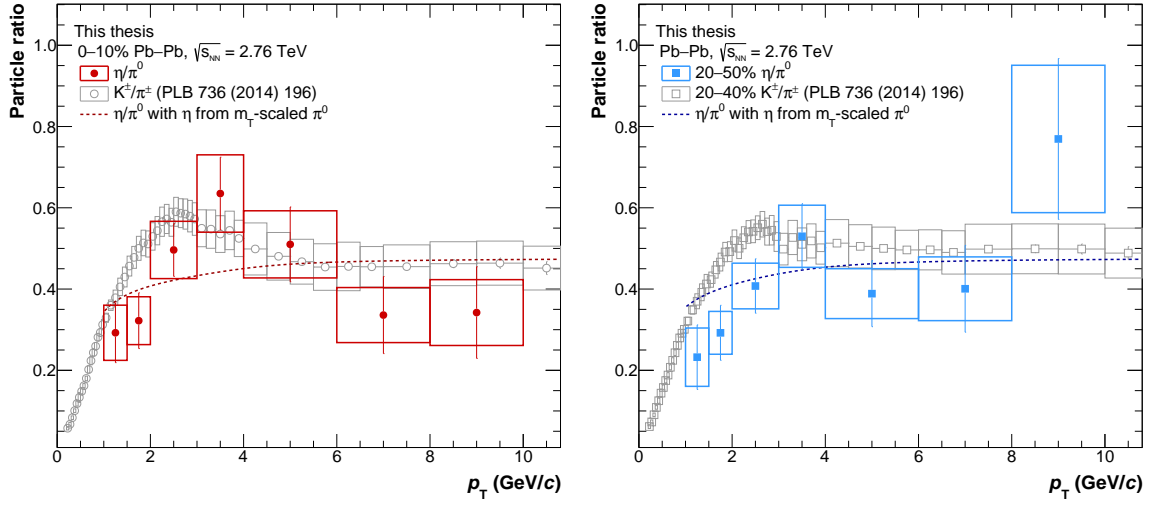 Particle ratio
This thesis
0–10% Pb–Pb, √sNN = 2.76 TeV
η/π0
K±/π± (PLB 736 (2014) 196)
η/π0 with η from mT-scaled π0
1.0
0.8
0.6
0.4
0.2
0 2 4 6 8 10
pT (GeV/c)
Particle ratio
This thesis
Pb–Pb, √sNN = 2.76 TeV
20–50% η/π0
20–40% K±/π± (PLB 736 (2014) 196)
η/π0 with η from mT-scaled π0
1.0
0.8
0.6
0.4
0.2
0 2 4 6 8 10
pT (GeV/c)